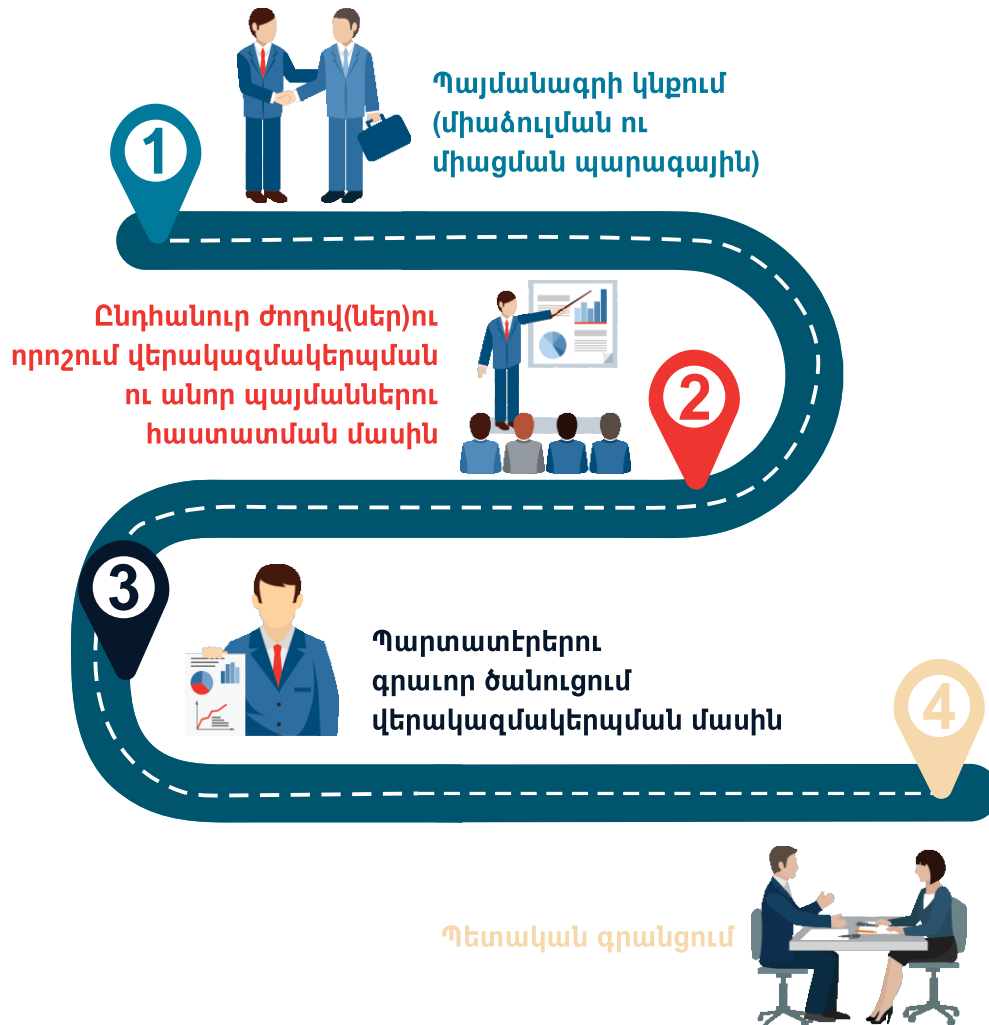 1
Պայմանագրի կնքում
(միաձուլման ու
միացման պարագային)
Ընդհանուր ժողով(ներ)ու
որոշում վերակազմակերպման
ու անոր պայմաններու
հաստատման մասին
2
3
Պարտատէրերու
գրաւոր ծանուցում
վերակազմակերպման մասին
4
Պետական գրանցում